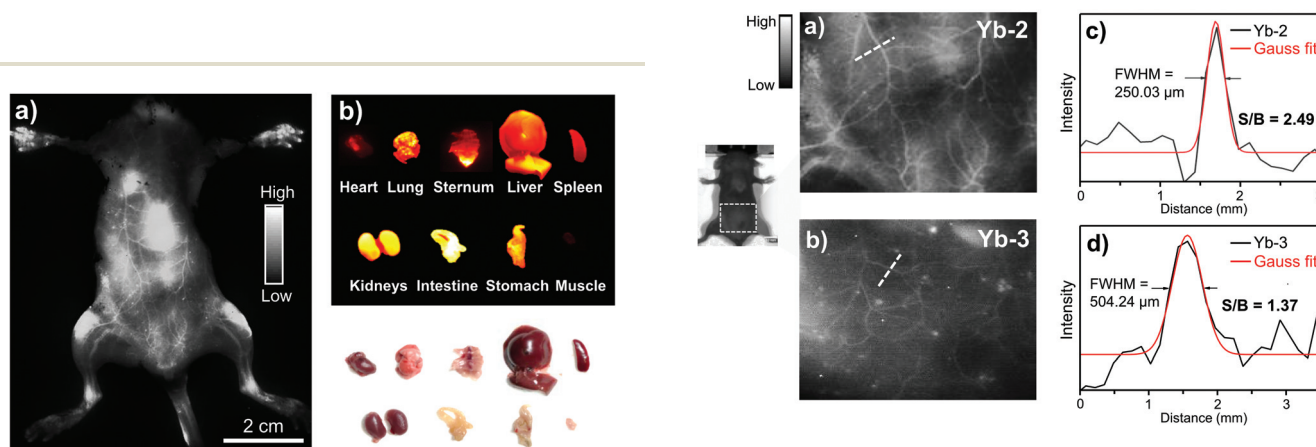 a)
High
Low
2 cm
b)
Heart Lung Sternum Liver Spleen
Kidneys Intestine Stomach Muscle
High
Low
a)
Yb-2
b)
Yb-3
c)
Yb-2
Gauss fit
FWHM =
250.03 µm
S/B = 2.49
Intensity
0 2
Distance (mm)
d)
Yb-3
Gauss fit
FWHM =
504.24 µm
S/B = 1.37
Intensity
0 1 2 3
Distance (mm)